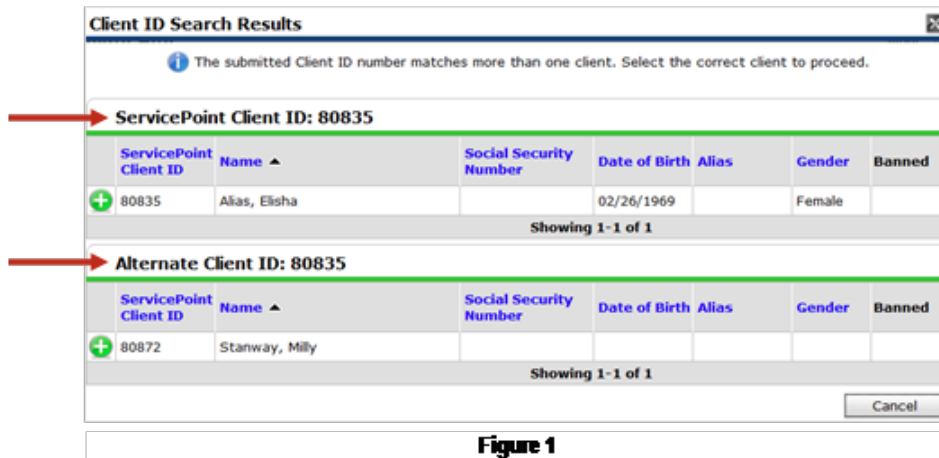 Client ID Search Results
The submitted Client ID number matches more than one client. Select the correct client to proceed.
ServicePoint Client ID: 80835
ServicePoint Client ID Name ▲ Social Security Number Date of Birth Alias Gender Banned
80835 Alias, Elisha 02/26/1969 Female
Showing 1-1 of 1
Alternate Client ID: 80835
ServicePoint Client ID Name ▲ Social Security Number Date of Birth Alias Gender Banned
80872 Stanway, Milly
Showing 1-1 of 1
Cancel
Figure 1